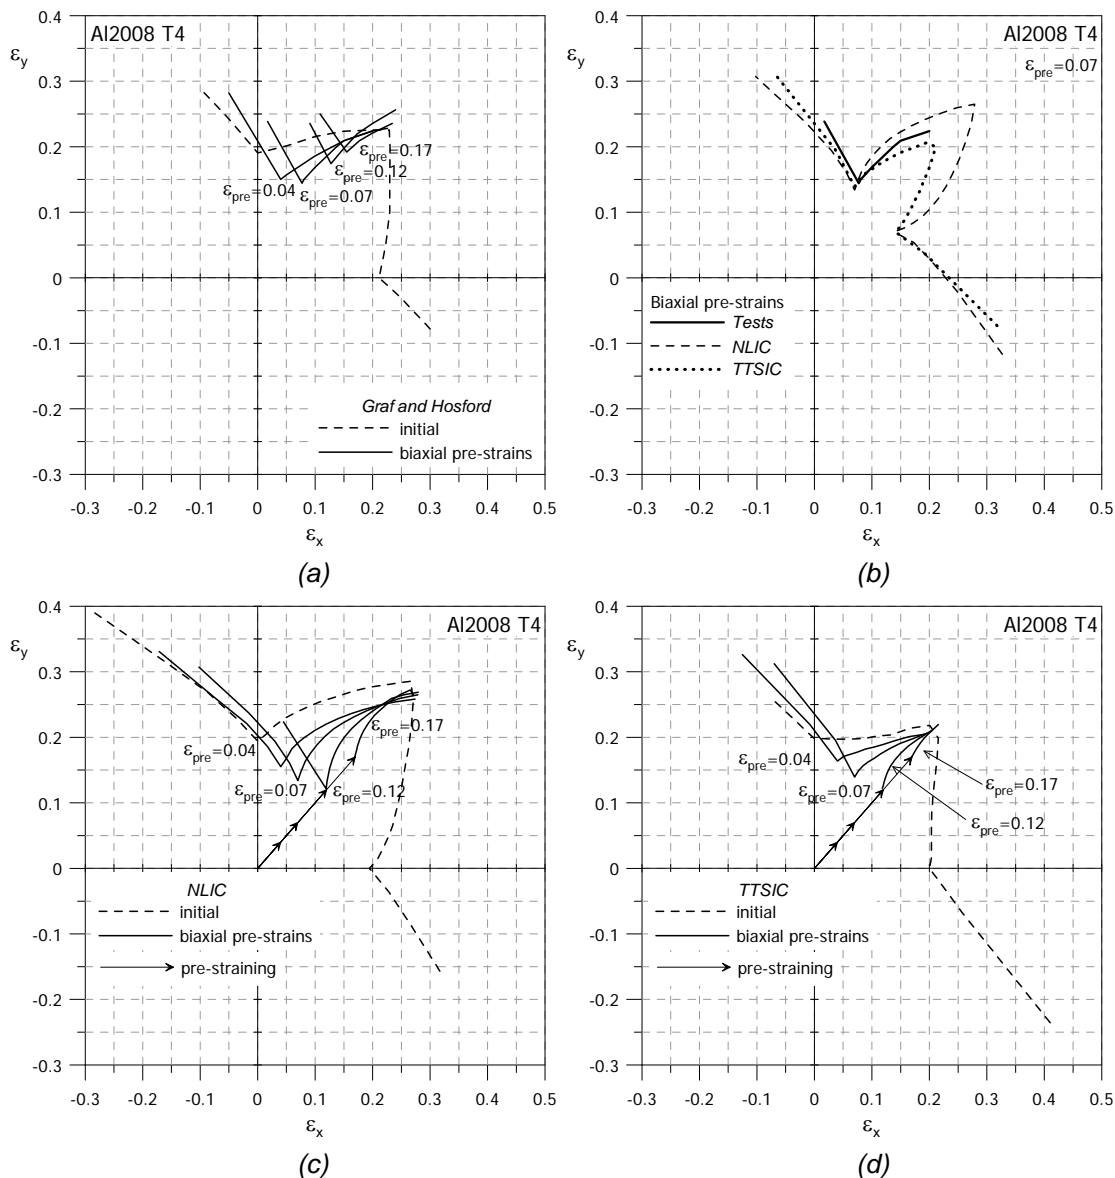 Al2008 T4
εy
0.4
0.3
0.2
0.1
0
-0.1
-0.2
-0.3
-0.3 -0.2 -0.1 0 0.1 0.2 0.3 0.4 0.5
εx
εpre=0.17
εpre=0.12
εpre=0.04
εpre=0.07
Graf and Hosford
initial
biaxial pre-strains
(a)
Al2008 T4
εpre=0.07
εy
0.4
0.3
0.2
0.1
0
-0.1
-0.2
-0.3
-0.3 -0.2 -0.1 0 0.1 0.2 0.3 0.4 0.5
εx
Biaxial pre-strains
Tests
NLIC
TTSIC
(b)
Al2008 T4
εy
0.4
0.3
0.2
0.1
0
-0.1
-0.2
-0.3
-0.3 -0.2 -0.1 0 0.1 0.2 0.3 0.4 0.5
εx
εpre=0.04
εpre=0.17
εpre=0.07
εpre=0.12
NLIC
initial
biaxial pre-strains
pre-straining
(c)
Al2008 T4
εy
0.4
0.3
0.2
0.1
0
-0.1
-0.2
-0.3
-0.3 -0.2 -0.1 0 0.1 0.2 0.3 0.4 0.5
εx
εpre=0.04
εpre=0.07
εpre=0.17
εpre=0.12
TTSIC
initial
biaxial pre-strains
pre-straining
(d)